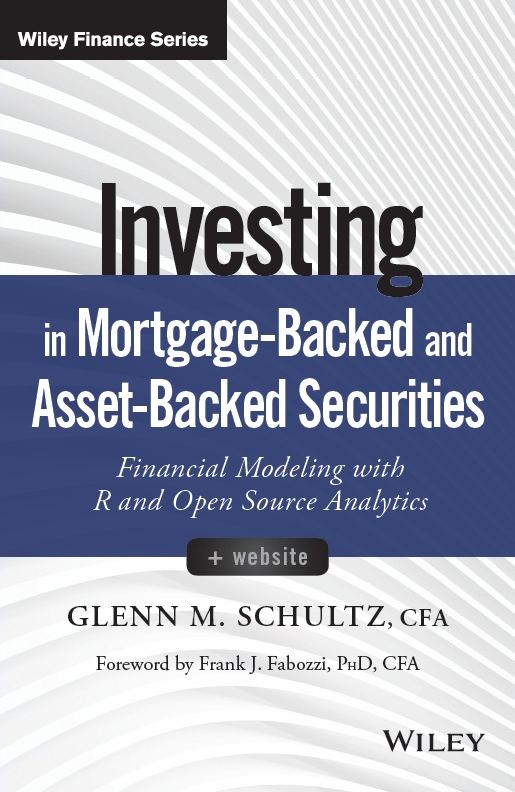 Wiley Finance Series
Investing
in Mortgage-Backed and
Asset-Backed Securities
Financial Modeling with
R and Open Source Analytics
+ website
GLENN M. SCHULTZ, CFA
Foreword by Frank J. Fabozzi, PHD, CFA
WILEY